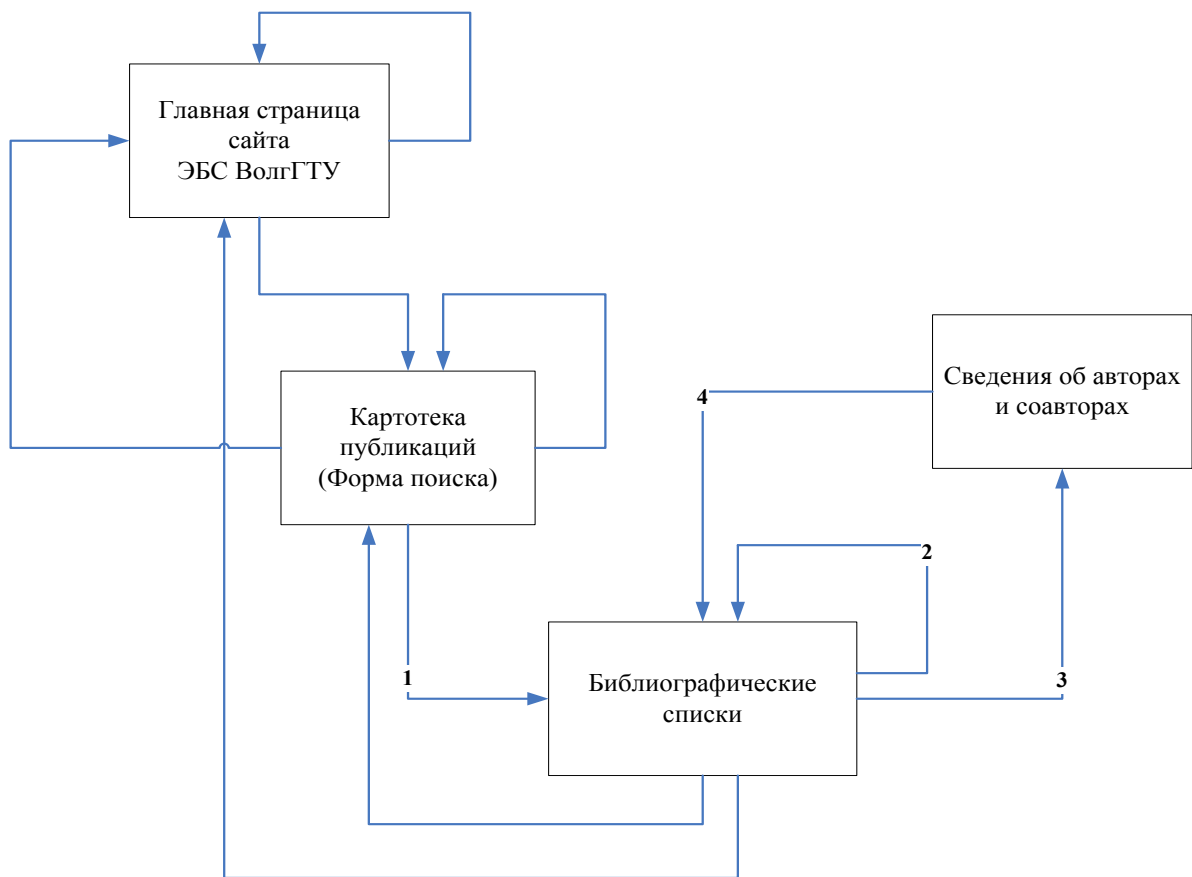 Главная страница
сайта
ЭБС ВолгГТУ
Картотека
публикаций
(Форма поиска)
Сведения об авторах
и соавторах
4
2
1
3
Библиографические
списки